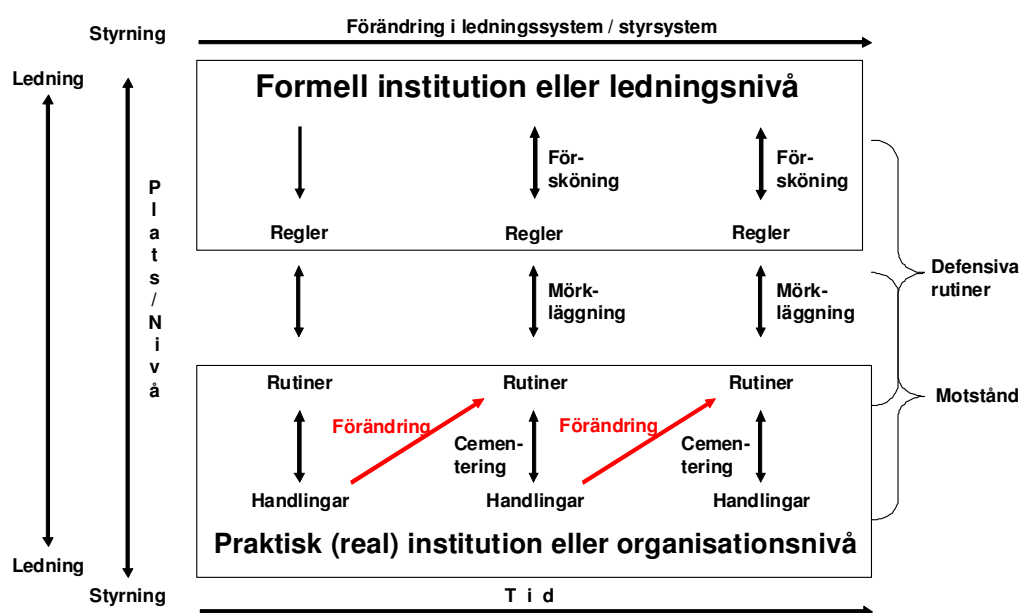 Förändring i ledningssystem / styrsystem
Styrning
Ledning
Formell institution eller ledningsnivå
För-
sköning
För-
sköning
Regler
Regler
Regler
Plats/Nivå
Defensiva
rutiner
Mörk-
läggning
Mörk-
läggning
Rutiner
Rutiner
Rutiner
Motstånd
Förändring
Förändring
Cemen-
tering
Cemen-
tering
Handlingar
Handlingar
Handlingar
Praktisk (real) institution eller organisationsnivå
Ledning
Styrning
T i d